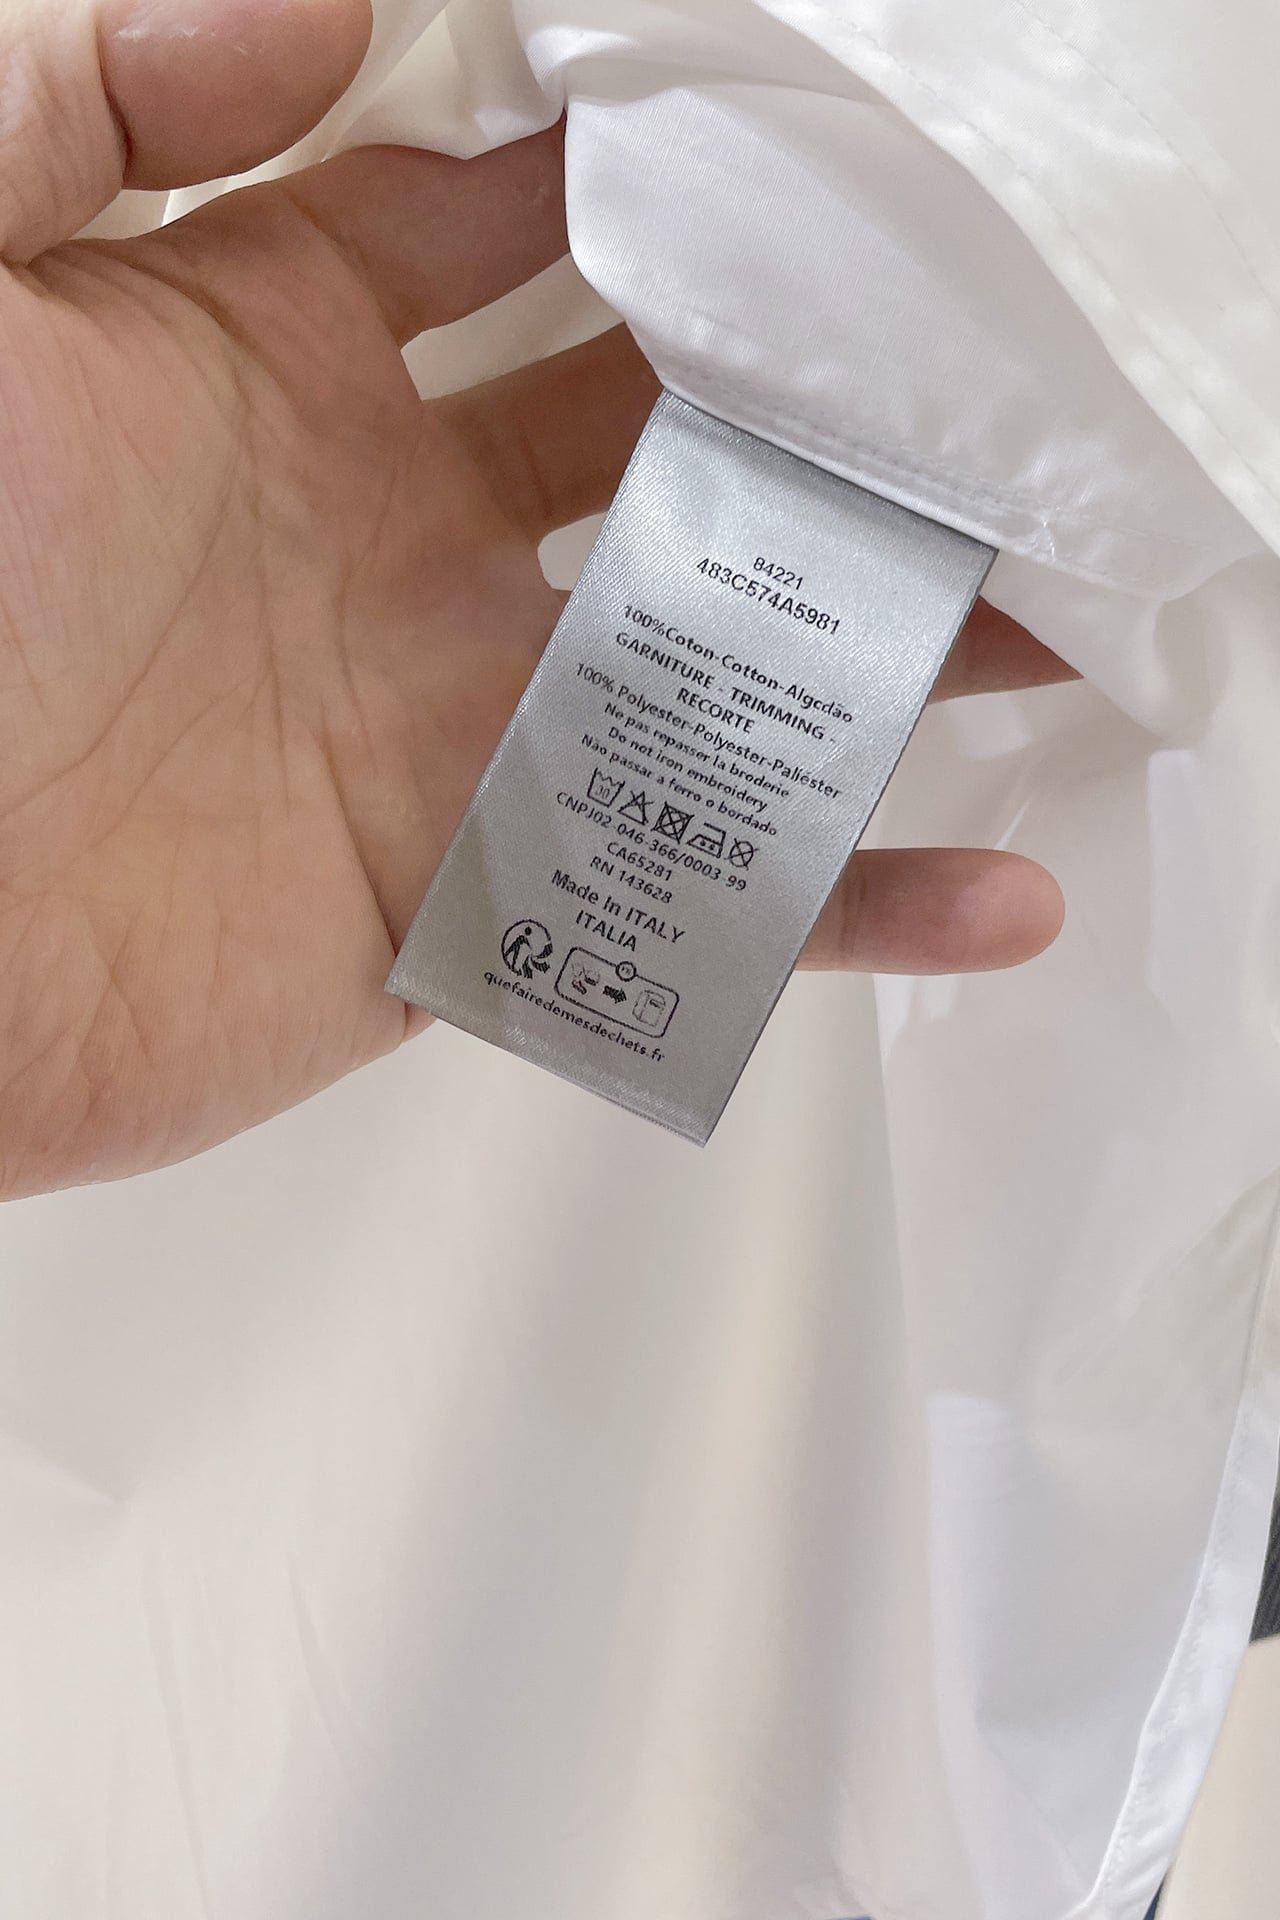 84221
483C574A5981
100%Coton-Cotton-Algodão
GARNITURE - TRIMMING -
RECORTE
100% Polyester-Polyester-Paliéster
Ne pas repasser la broderie
Do not iron embroidery
Não passar a ferro o bordado
30
CNPJ02-046-366/0003-99
CA65281
RN 143628
Made In ITALY
ITALIA
quefairedemesdechets.fr